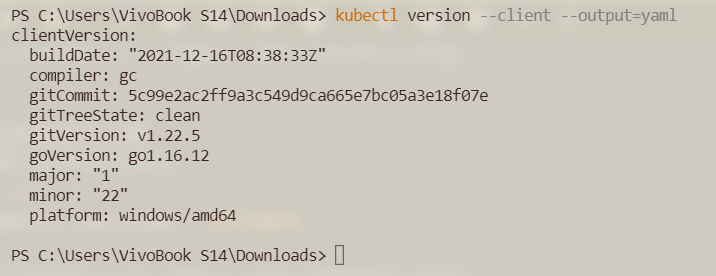 PS C:\Users\VivoBook S14\Downloads> kubectl version --client --output=yaml
clientVersion:
  buildDate: "2021-12-16T08:38:33Z"
  compiler: gc
  gitCommit: 5c99e2ac2ff9a3c549d9ca665e7bc05a3e18f07e
  gitTreeState: clean
  gitVersion: v1.22.5
  goVersion: go1.16.12
  major: "1"
  minor: "22"
  platform: windows/amd64
PS C:\Users\VivoBook S14\Downloads>